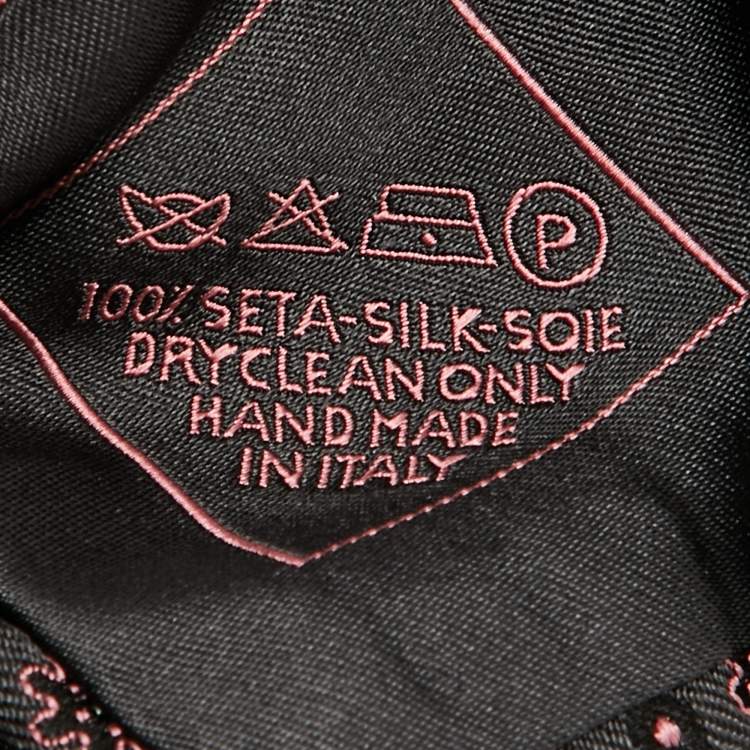 P
100% SETA-SILK-SOIE
DRYCLEAN ONLY
HAND MADE
IN ITALY